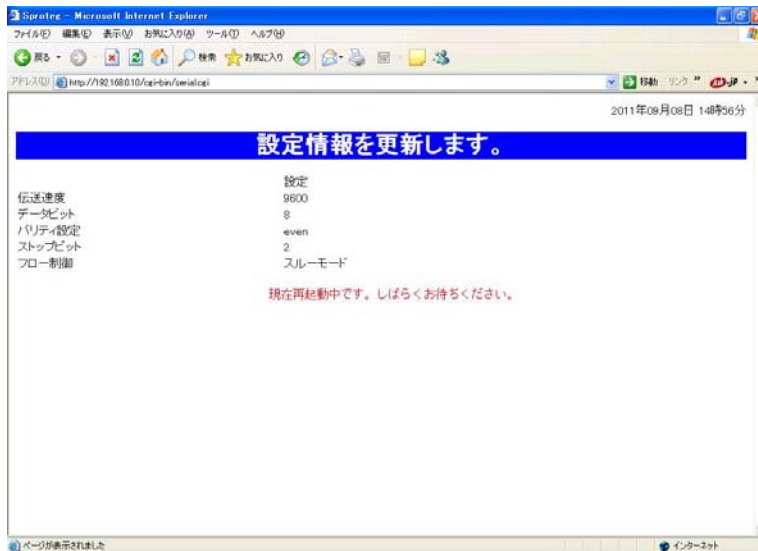 Sprotec - Microsoft Internet Explorer
ファイル(F) 編集(E) 表示(V) お気に入り(A) ツール(T) ヘルプ(H)
戻る 検索 お気に入り
アドレス(D) http://192.168.0.10/cgi-bin/serial.cgi 移動 リンク »
2011年09月08日 14時56分
設定情報を更新します。
設定
伝送速度 9600
データビット 8
パリティ設定 even
ストップビット 2
フロー制御 スルーモード
現在再起動中です。しばらくお待ちください。
ページが表示されました インターネット